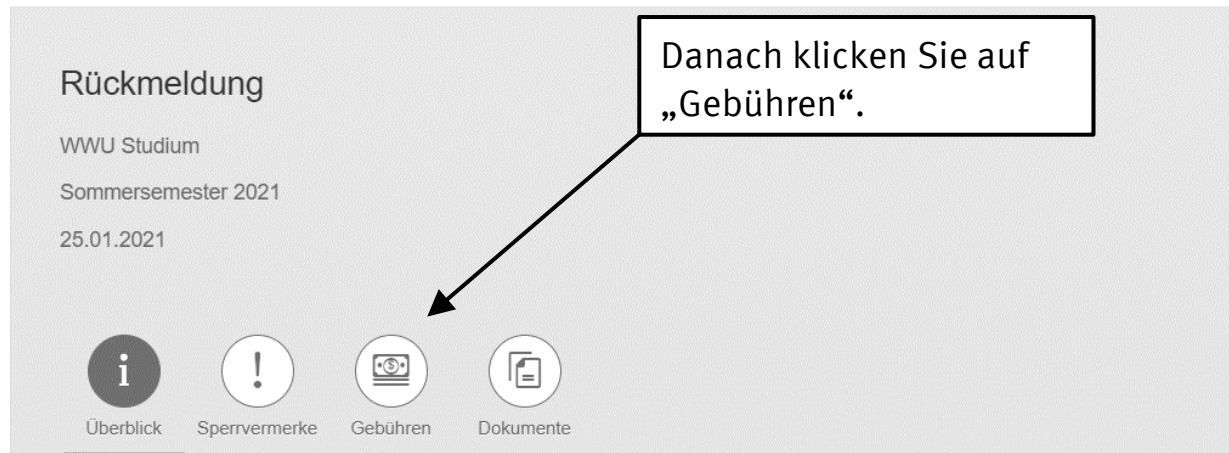 Danach klicken Sie auf
„Gebühren“.
Rückmeldung
WWU Studium
Sommersemester 2021
25.01.2021
i
!
Überblick
Sperrvermerke
Gebühren
Dokumente